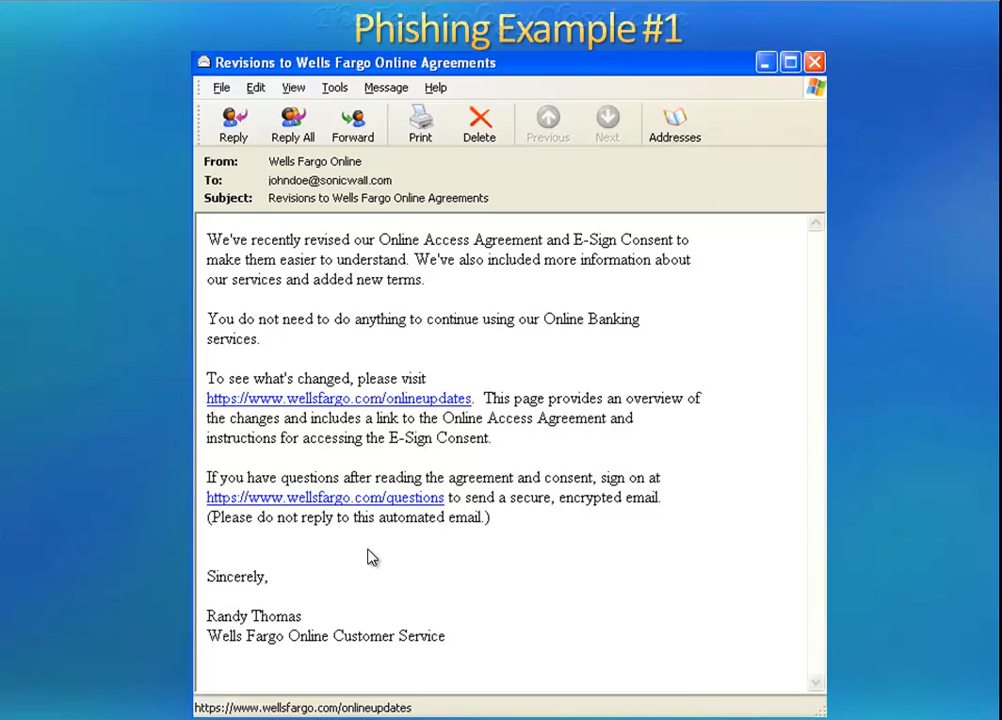 Phishing Example #1
Revisions to Wells Fargo Online Agreements
File Edit View Tools Message Help
Reply Reply All Forward Print Delete Previous Next Addresses
From: Wells Fargo Online
To: johndoe@sonicwall.com
Subject: Revisions to Wells Fargo Online Agreements
We've recently revised our Online Access Agreement and E-Sign Consent to
make them easier to understand. We've also included more information about
our services and added new terms.
You do not need to do anything to continue using our Online Banking
services.
To see what's changed, please visit
https://www.wellsfargo.com/onlineupdates. This page provides an overview of
the changes and includes a link to the Online Access Agreement and
instructions for accessing the E-Sign Consent.
If you have questions after reading the agreement and consent, sign on at
https://www.wellsfargo.com/questions to send a secure, encrypted email.
(Please do not reply to this automated email.)
Sincerely,
Randy Thomas
Wells Fargo Online Customer Service
https://www.wellsfargo.com/onlineupdates